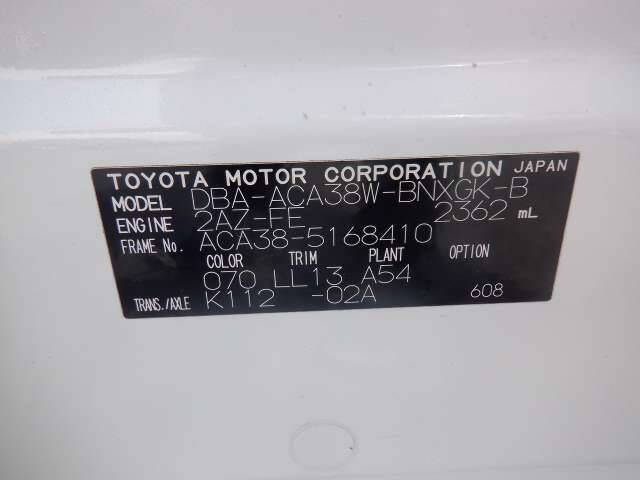 TOYOTA MOTOR CORPORATION JAPAN
MODEL DBA-ACA38W-BNXGK-B
ENGINE 2AZ-FE 2362 mL
FRAME No. ACA38-5168410
COLOR TRIM PLANT OPTION
070 LL13 A54
TRANS./AXLE K112 -02A 608